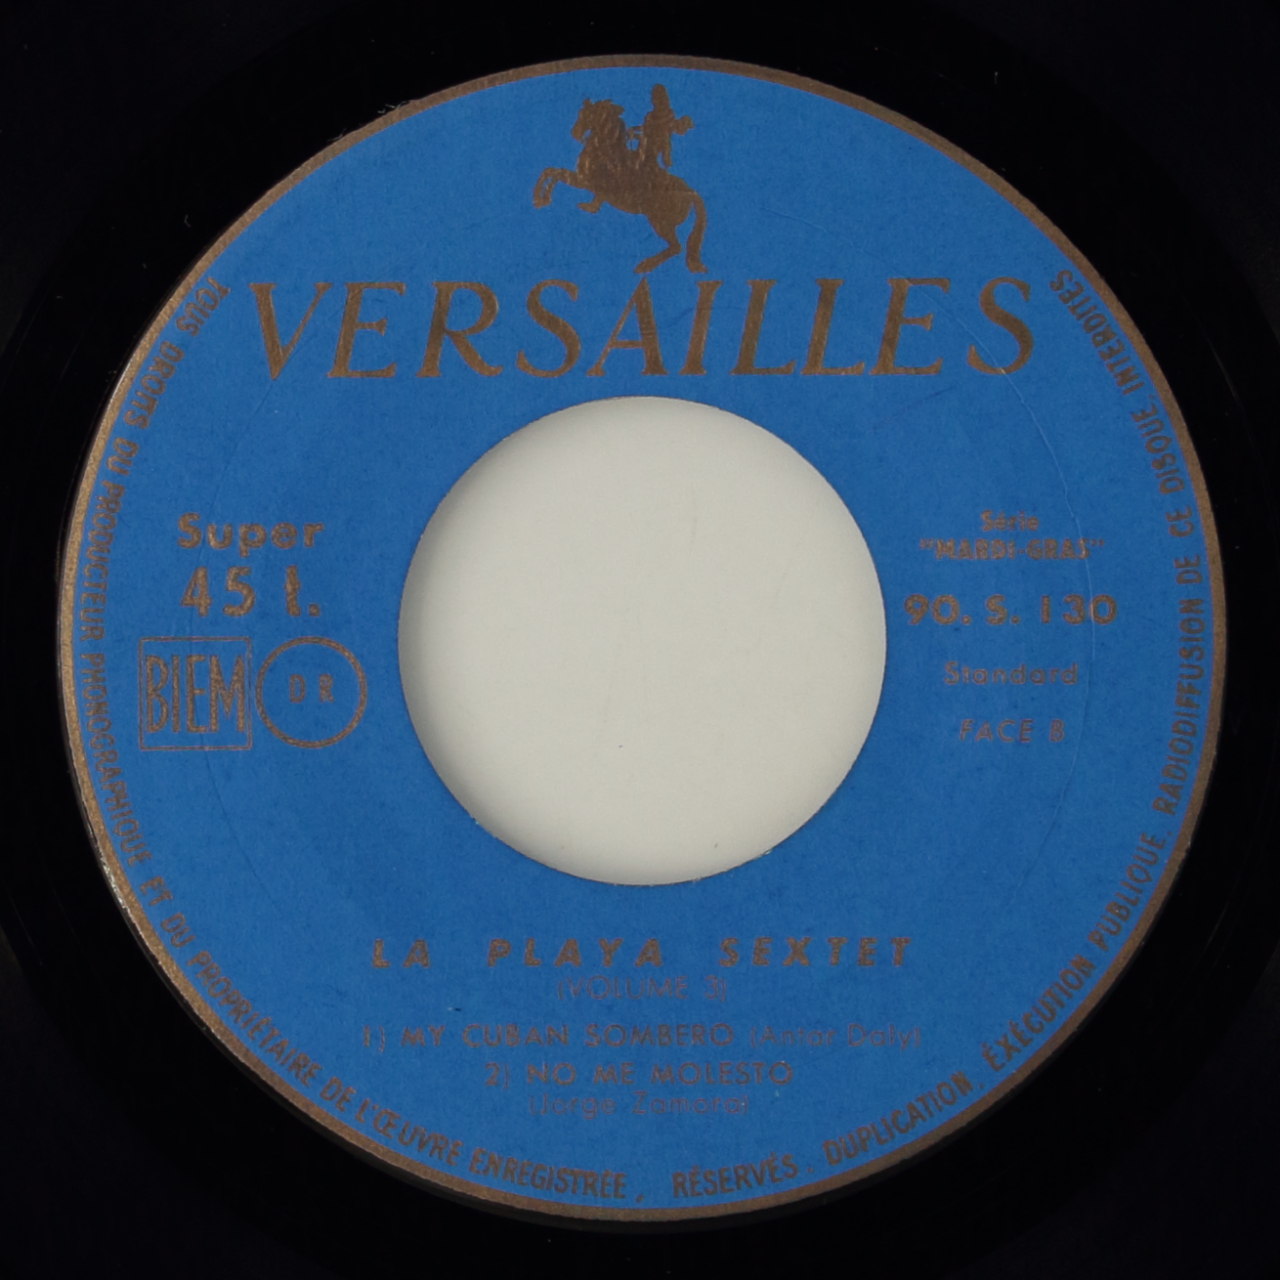 VERSAILLES
Super
45 t.
BIEM
DR
Série
"MARDI-GRAS"
90. S. 130
Standard
FACE B
LA PLAYA SEXTET
(VOLUME 3)
1) MY CUBAN SOMBERO (Antar Daly)
2) NO ME MOLESTO
(Jorge Zamora)
TOUS DROITS DU PRODUCTEUR PHONOGRAPHIQUE ET DU PROPRIÉTAIRE DE L'ŒUVRE ENREGISTRÉE, RÉSERVÉS. DUPLICATION, EXÉCUTION PUBLIQUE, RADIODIFFUSION DE CE DISQUE, INTERDITES